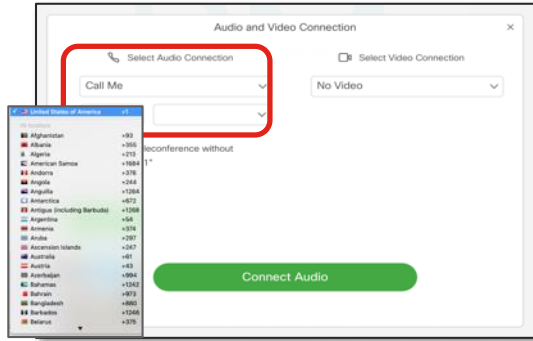 Audio and Video Connection
Select Audio Connection
Select Video Connection
Call Me
No Video
United States of America +1
Afghanistan +93
Albania +355
Algeria +213
American Samoa +1684
Andorra +376
Angola +244
Anguilla +1264
Antarctica +672
Antigua (including Barbuda) +1268
Argentina +54
Armenia +374
Aruba +297
Ascension Islands +247
Australia +61
Austria +43
Azerbaijan +994
Bahamas +1242
Bahrain +973
Bangladesh +880
Barbados +1246
Belarus +375
leconference without
1"
Connect Audio